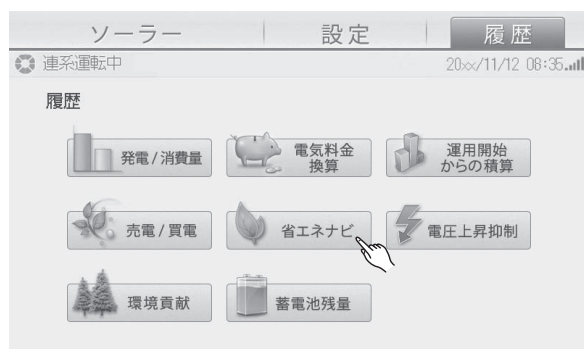 ソーラー 設定 履歴
連系運転中 20xx/11/12 08:35
履歴
発電/消費量
電気料金
換算
運用開始
からの積算
売電/買電
省エネナビ
電圧上昇抑制
環境貢献
蓄電池残量